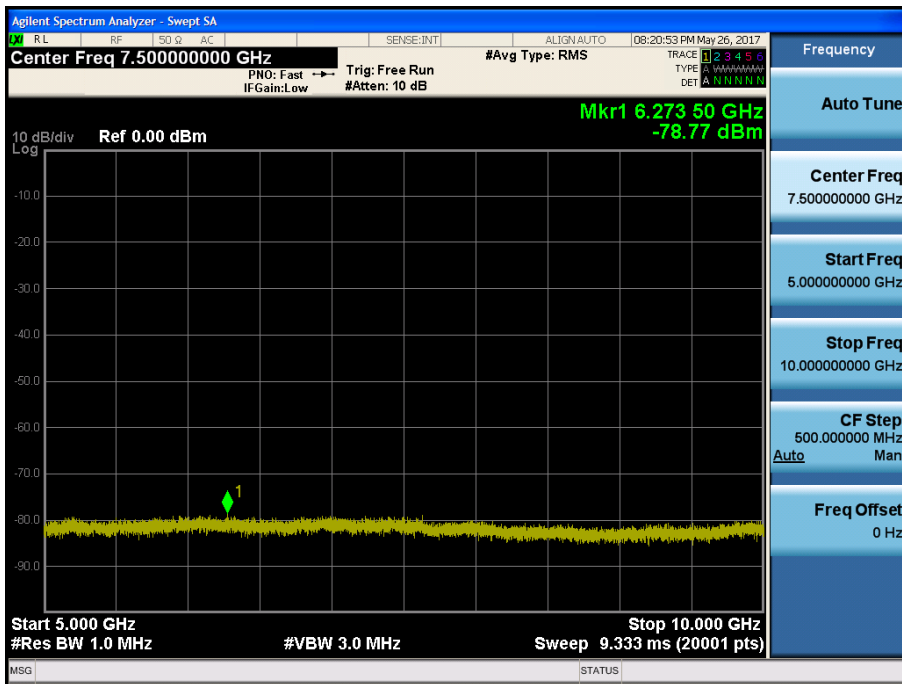 Agilent Spectrum Analyzer - Swept SA
LXI RL RF 50 Ω AC SENSE:INT ALIGNAUTO 08:20:53 PM May 26, 2017
Center Freq 7.500000000 GHz #Avg Type: RMS TRACE 1 2 3 4 5 6
PNO: Fast Trig: Free Run TYPE A WWWWWW
IFGain:Low #Atten: 10 dB DET A N N N N N
Frequency
Mkr1 6.273 50 GHz
-78.77 dBm
10 dB/div Ref 0.00 dBm
Log
-10.0
-20.0
-30.0
-40.0
-50.0
-60.0
-70.0
-80.0
-90.0
1
Start 5.000 GHz Stop 10.000 GHz
#Res BW 1.0 MHz #VBW 3.0 MHz Sweep 9.333 ms (20001 pts)
MSG STATUS
Auto Tune
Center Freq
7.500000000 GHz
Start Freq
5.000000000 GHz
Stop Freq
10.000000000 GHz
CF Step
500.000000 MHz
Auto Man
Freq Offset
0 Hz